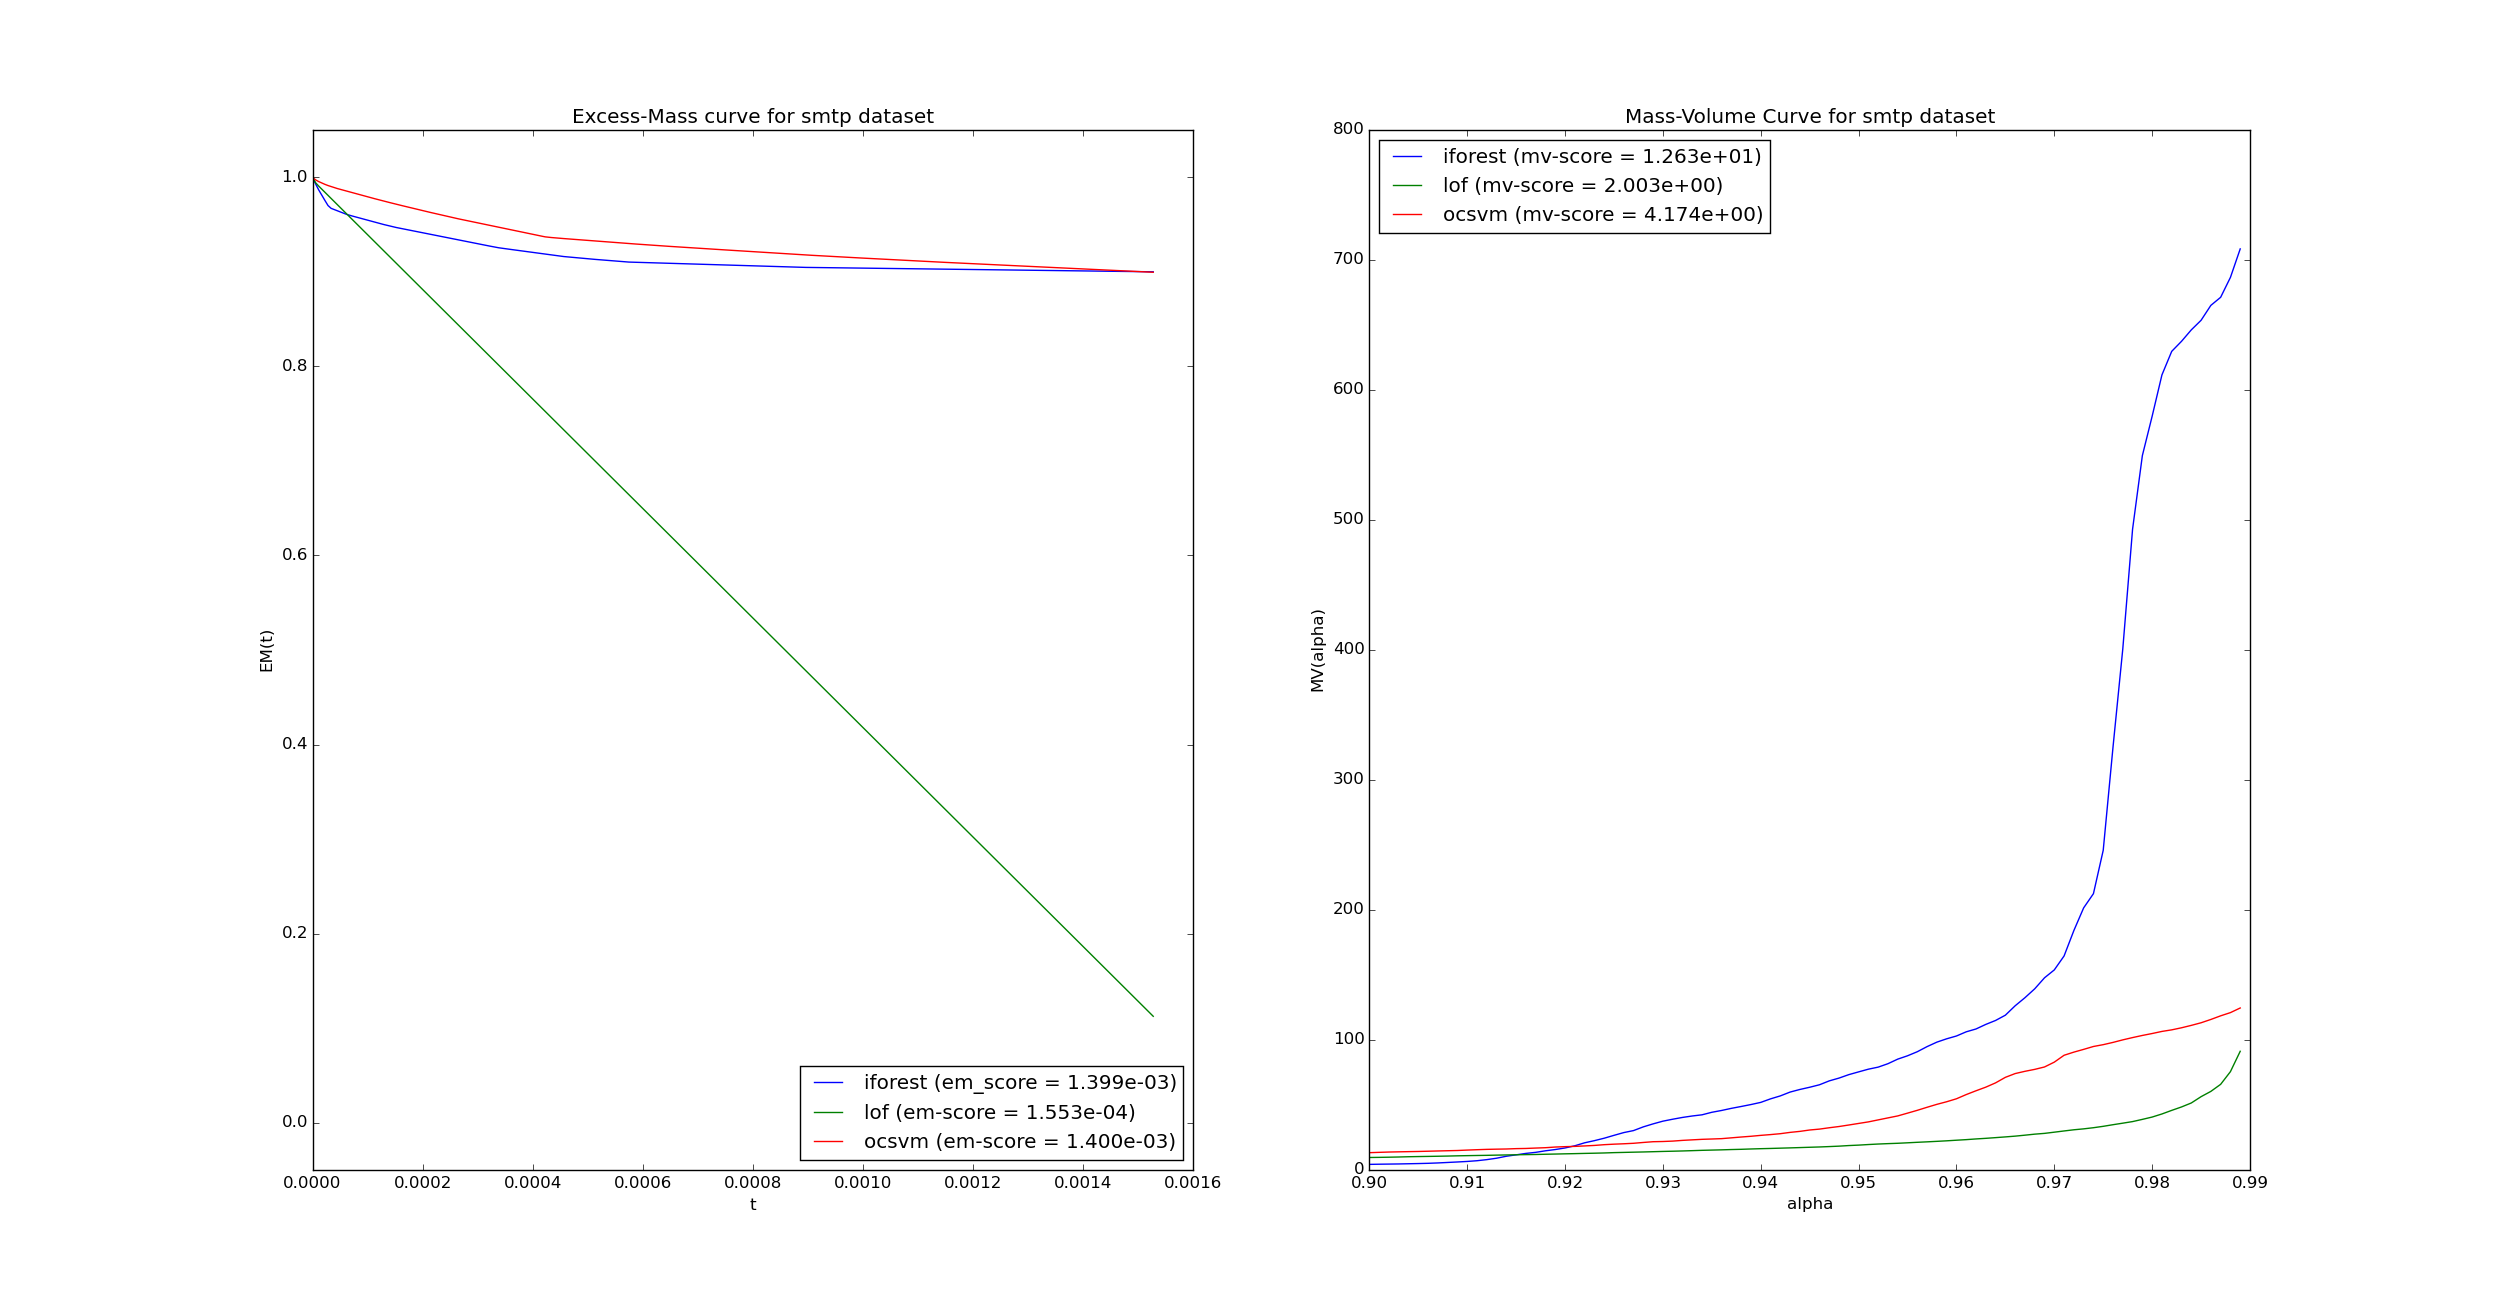 Excess-Mass curve for smtp dataset
1.0
0.8
0.6
0.4
0.2
0.0
EM(t)
iforest (em_score = 1.399e-03)
lof (em-score = 1.553e-04)
ocsvm (em-score = 1.400e-03)
0.0000 0.0002 0.0004 0.0006 0.0008 0.0010 0.0012 0.0014 0.0016
t
Mass-Volume Curve for smtp dataset
800
700
600
500
400
300
200
100
0
MV(alpha)
iforest (mv-score = 1.263e+01)
lof (mv-score = 2.003e+00)
ocsvm (mv-score = 4.174e+00)
0.90 0.91 0.92 0.93 0.94 0.95 0.96 0.97 0.98 0.99
alpha